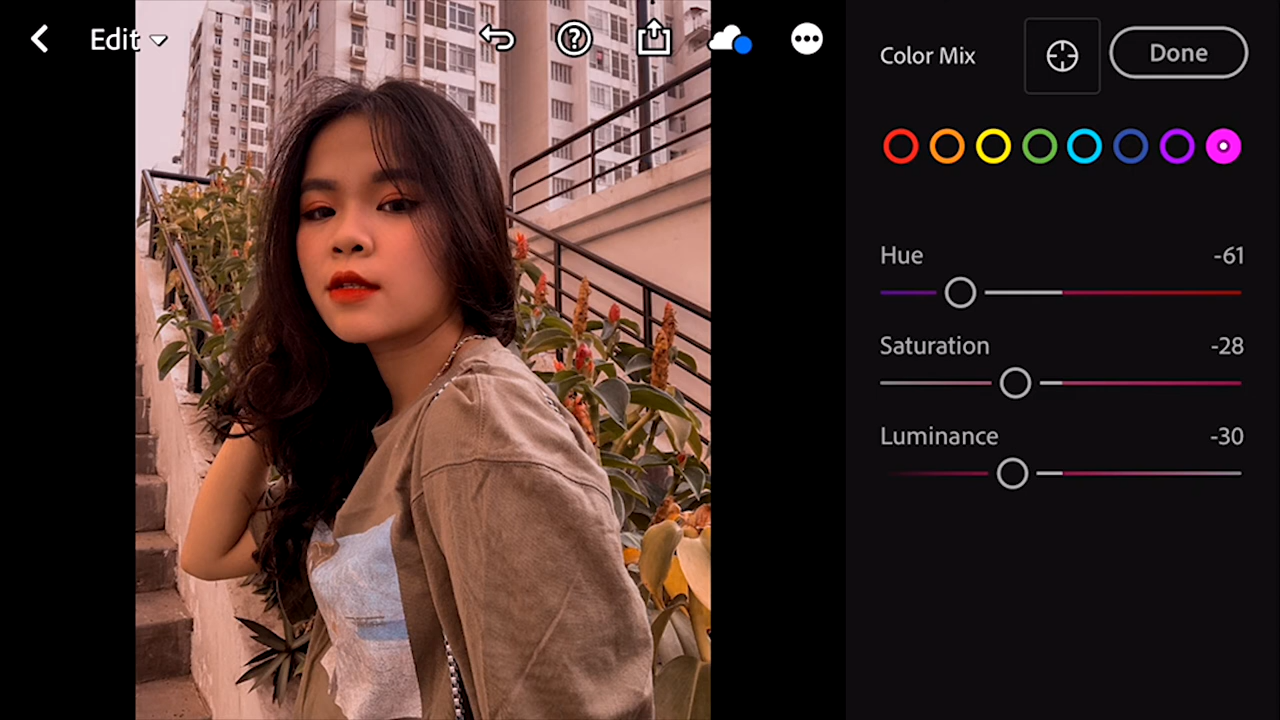 Edit
Color Mix
Done
Hue -61
Saturation -28
Luminance -30